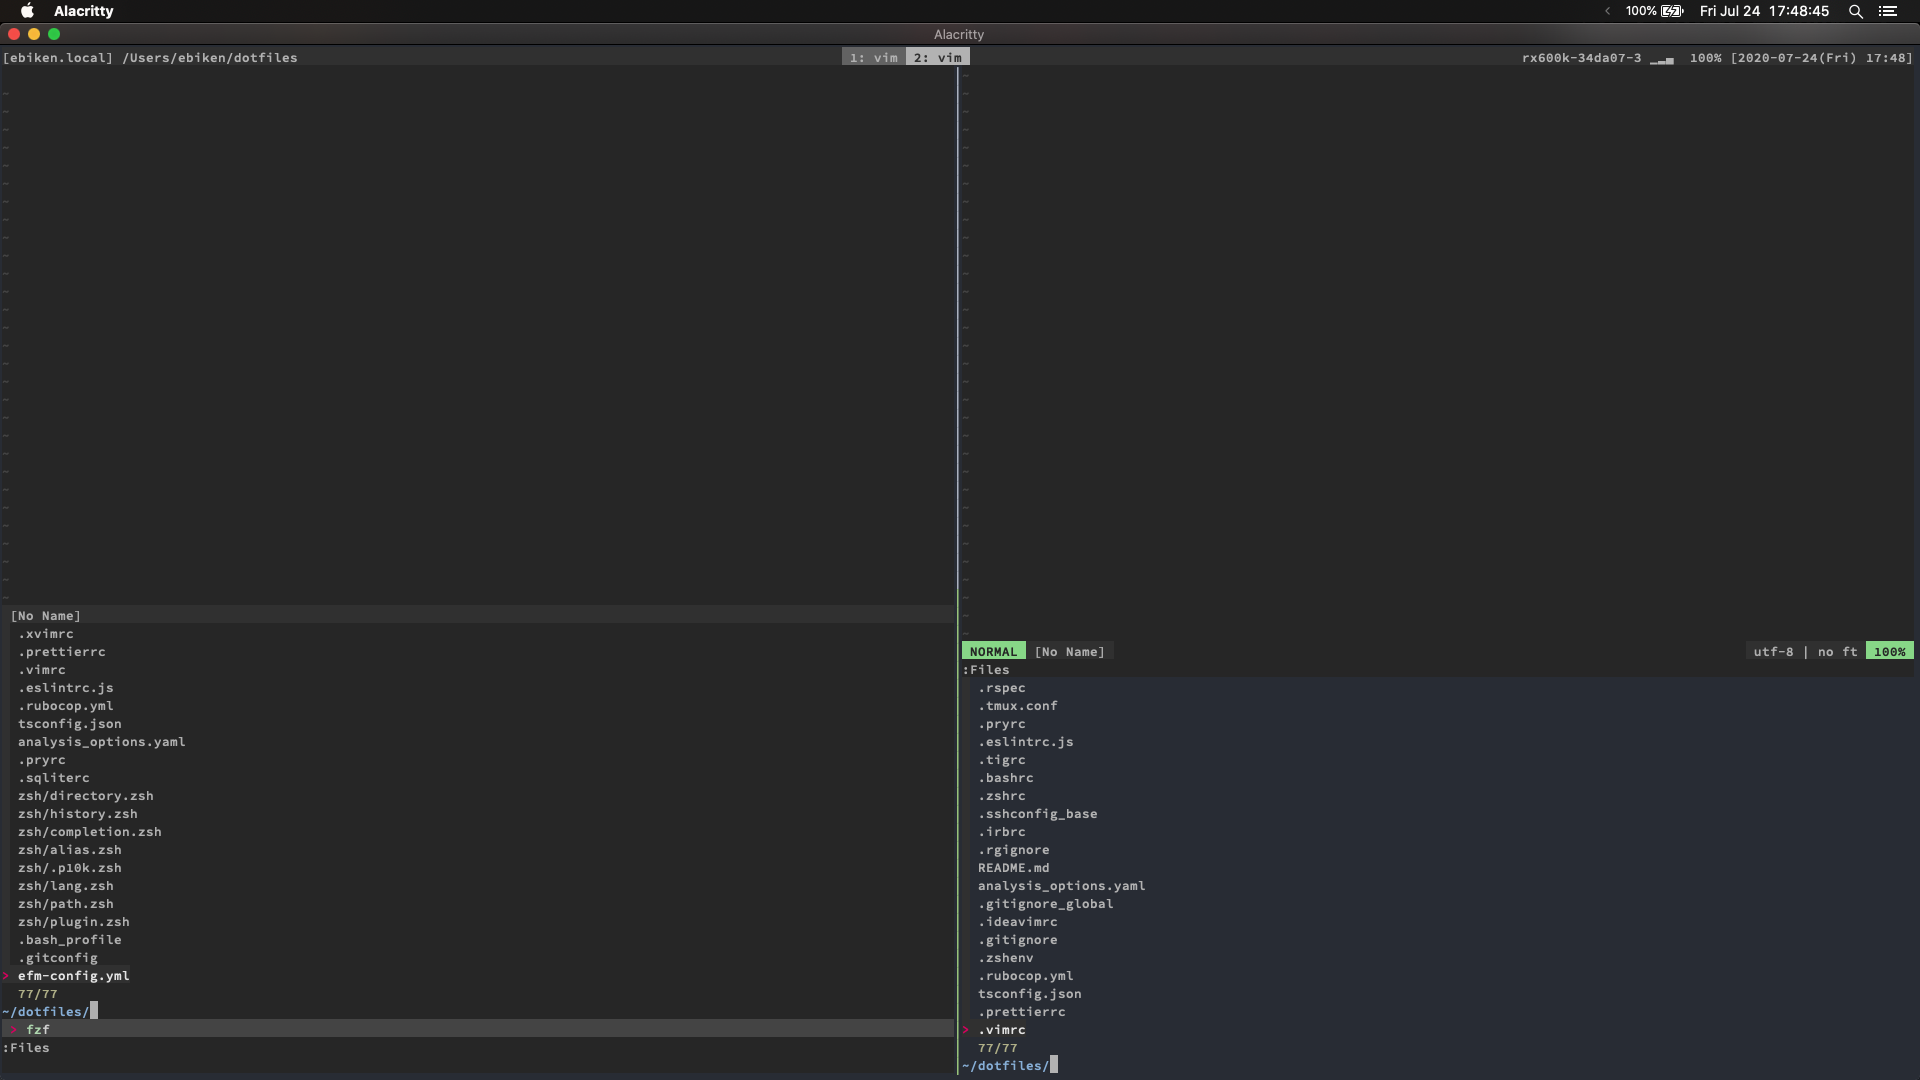 Alacritty
100%
Fri Jul 24 17:48:45
Alacritty
[ebiken.local] /Users/ebiken/dotfiles
1: vim
2: vim
rx600k-34da07-3 ▁▂▃ 100% [2020-07-24(Fri) 17:48]
[No Name]
.xvimrc
.prettierrc
.vimrc
.eslintrc.js
.rubocop.yml
tsconfig.json
analysis_options.yaml
.pryrc
.sqliterc
zsh/directory.zsh
zsh/history.zsh
zsh/completion.zsh
zsh/alias.zsh
zsh/.p10k.zsh
zsh/lang.zsh
zsh/path.zsh
zsh/plugin.zsh
.bash_profile
.gitconfig
> efm-config.yml
77/77
~/dotfiles/
> fzf
:Files
NORMAL [No Name]
utf-8 | no ft 100%
:Files
.rspec
.tmux.conf
.pryrc
.eslintrc.js
.tigrc
.bashrc
.zshrc
.sshconfig_base
.irbrc
.rgignore
README.md
analysis_options.yaml
.gitignore_global
.ideavimrc
.gitignore
.zshenv
.rubocop.yml
tsconfig.json
.prettierrc
> .vimrc
77/77
~/dotfiles/